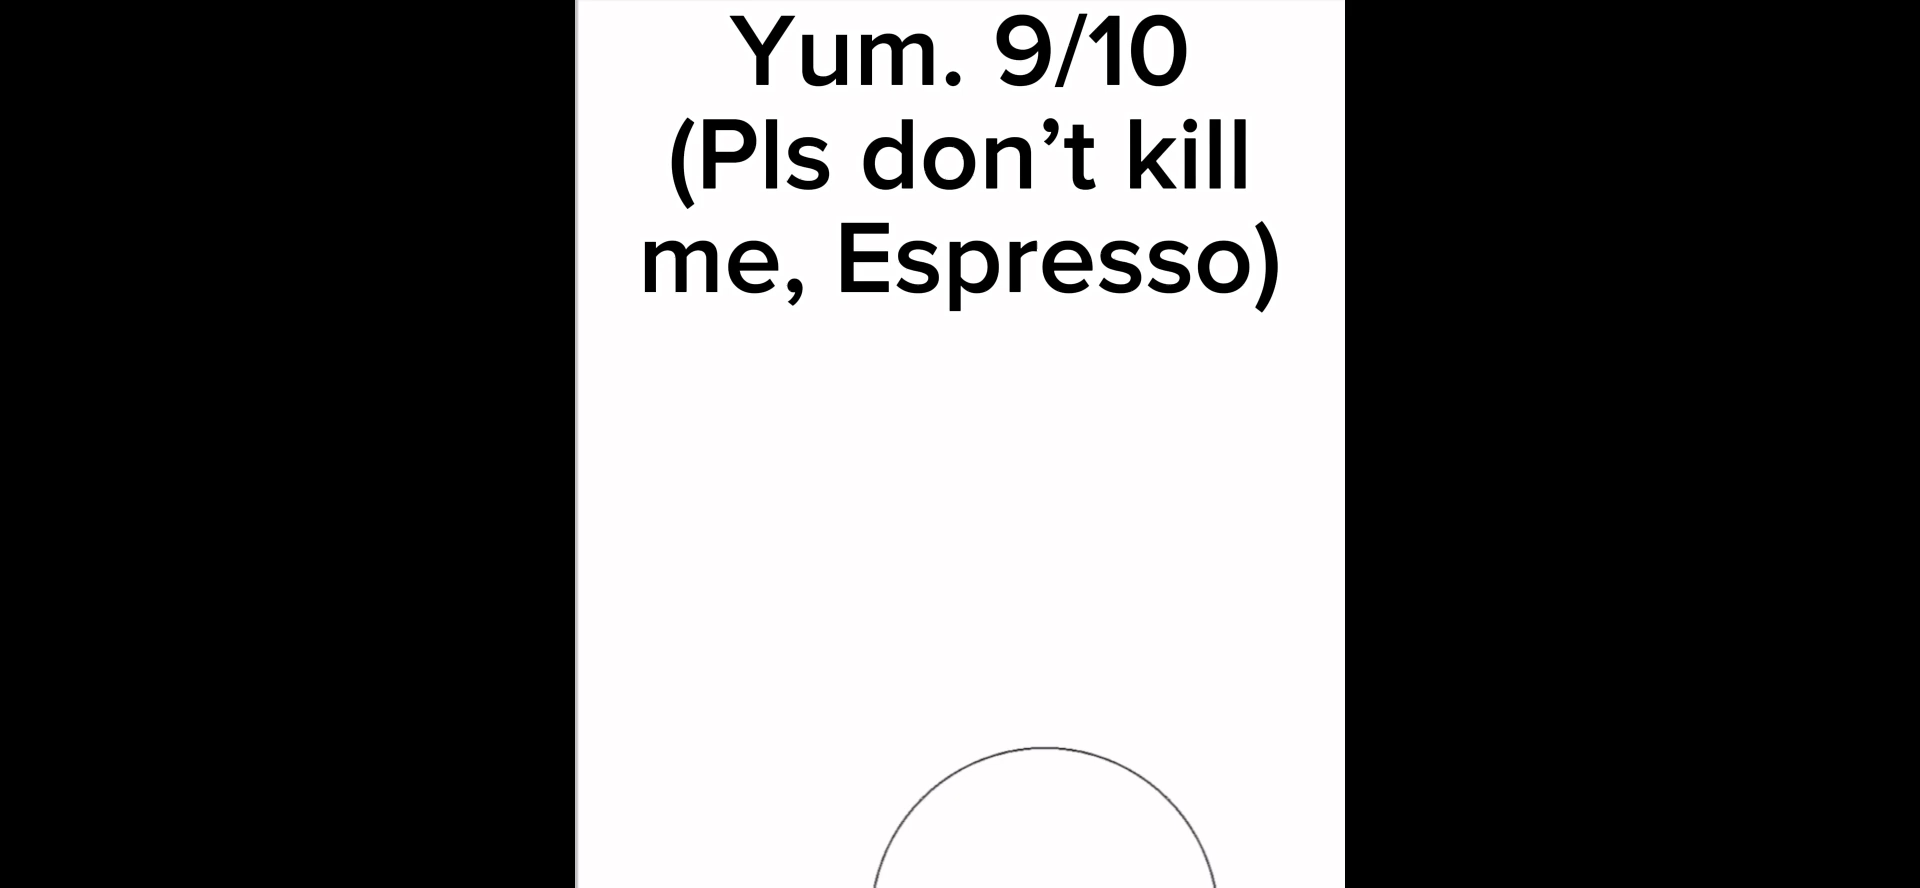 Yum. 9/10
(Pls don’t kill
me, Espresso)